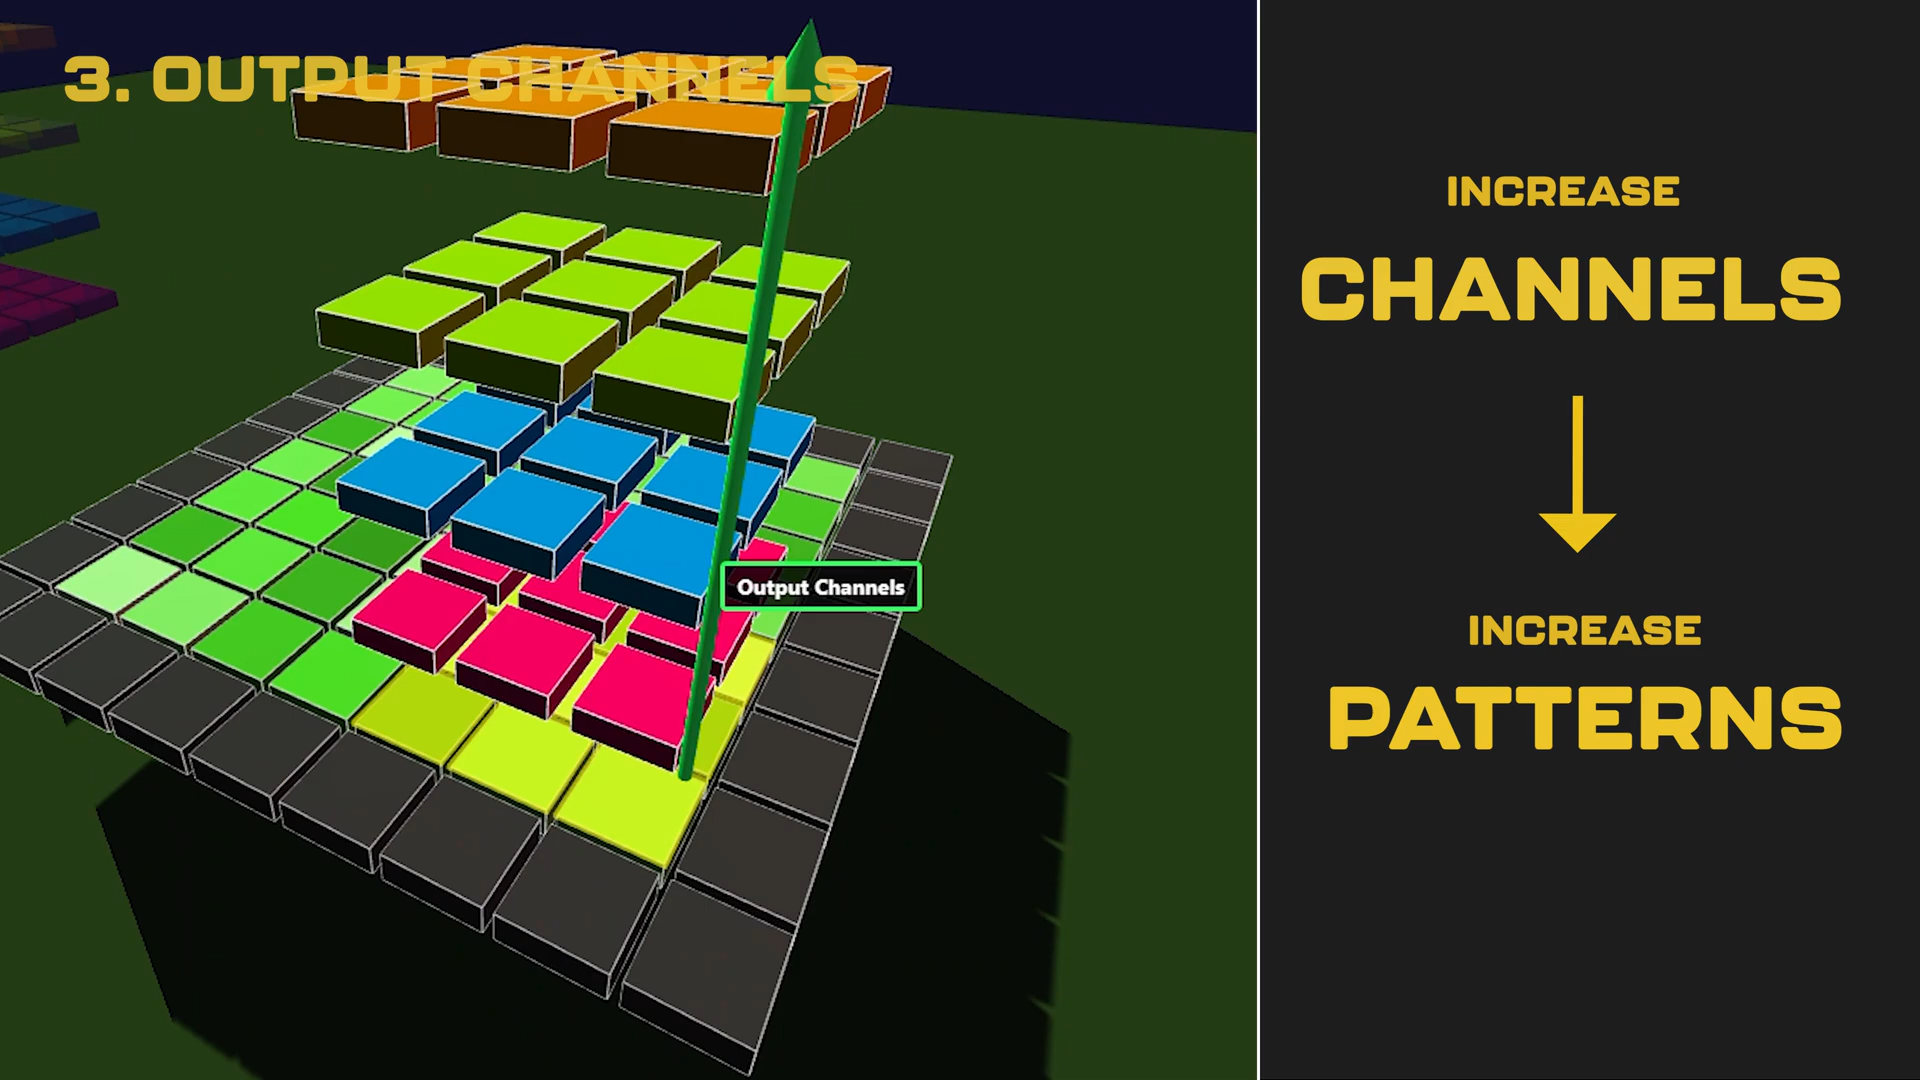 3. OUTPUT CHANNELS
Output Channels
INCREASE
CHANNELS
INCREASE
PATTERNS